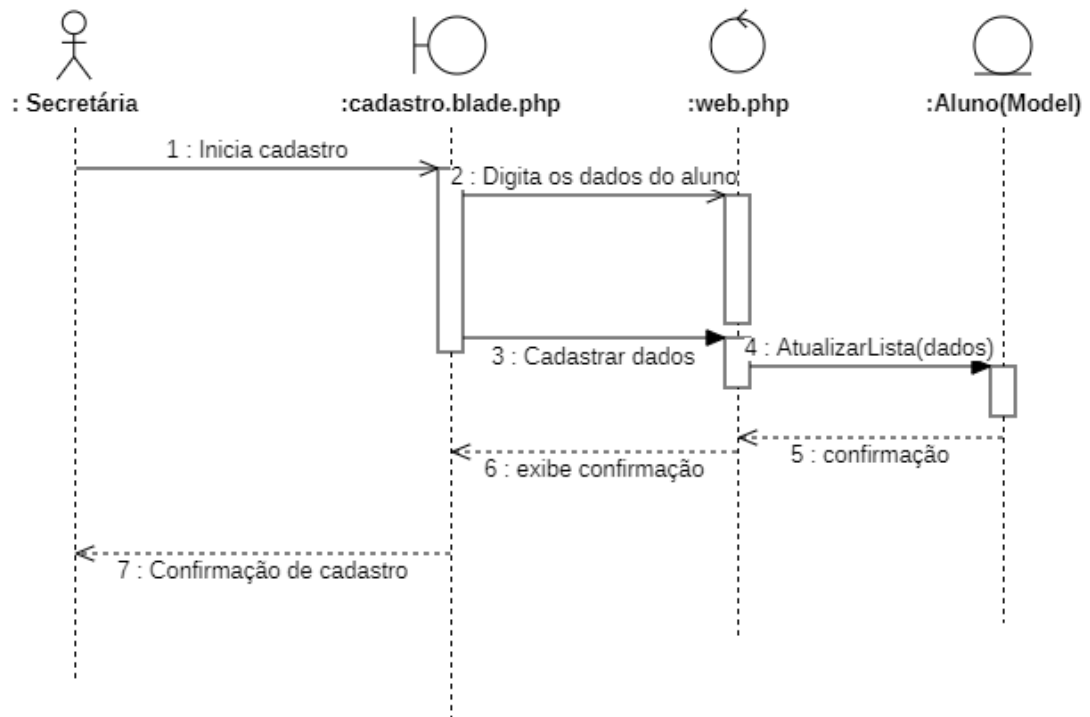 : Secretária
:cadastro.blade.php
:web.php
:Aluno(Model)
1 : Inicia cadastro
2 : Digita os dados do aluno
3 : Cadastrar dados
4 : AtualizarLista(dados)
5 : confirmação
6 : exibe confirmação
7 : Confirmação de cadastro